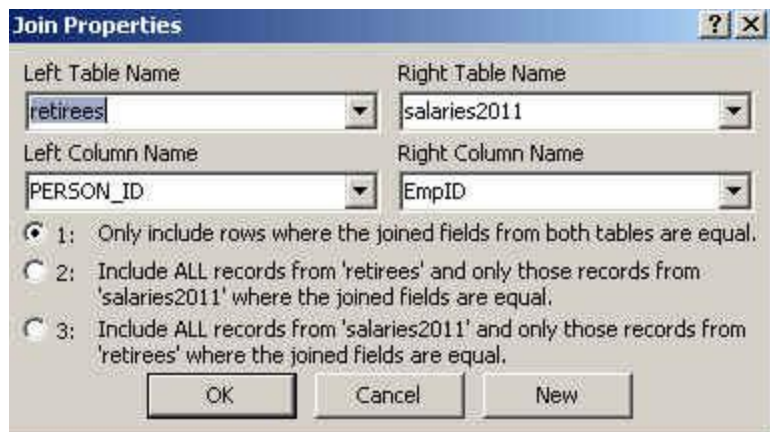 Join Properties
? X
Left Table Name
Right Table Name
retirees
salaries2011
Left Column Name
Right Column Name
PERSON_ID
EmpID
1: Only include rows where the joined fields from both tables are equal.
2: Include ALL records from 'retirees' and only those records from
'salaries2011' where the joined fields are equal.
3: Include ALL records from 'salaries2011' and only those records from
'retirees' where the joined fields are equal.
OK
Cancel
New